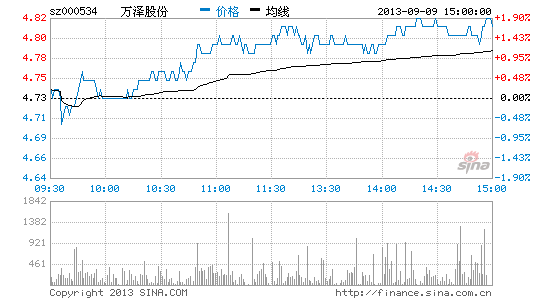 sz000534 万泽股份 价格 均线 2013-09-09 15:00:00
4.82 1.90%
4.80 1.43%
4.77 0.95%
4.75 0.48%
4.73 0.00%
4.71 0.48%
4.69 0.95%
4.66 1.43%
4.64 1.90%
sina
新浪财经
09:30 10:00 10:30 11:00 11:30 13:30 14:00 14:30 15:00
1842
1382
921
461
Copyright 2013 SINA.COM http://finance.sina.com.cn